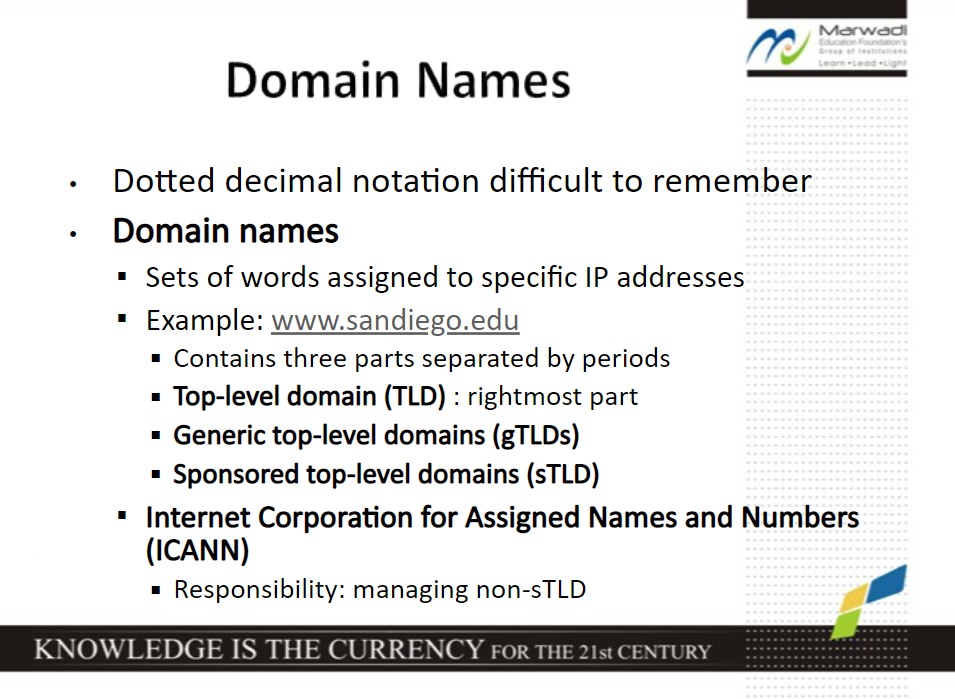 Marwadi
Education Foundation's
Group of Institutions
Learn • Lead • Light
Domain Names
• Dotted decimal notation difficult to remember
• Domain names
▪ Sets of words assigned to specific IP addresses
▪ Example: www.sandiego.edu
▪ Contains three parts separated by periods
▪ Top-level domain (TLD) : rightmost part
▪ Generic top-level domains (gTLDs)
▪ Sponsored top-level domains (sTLD)
▪ Internet Corporation for Assigned Names and Numbers
(ICANN)
▪ Responsibility: managing non-sTLD
KNOWLEDGE IS THE CURRENCY FOR THE 21st CENTURY